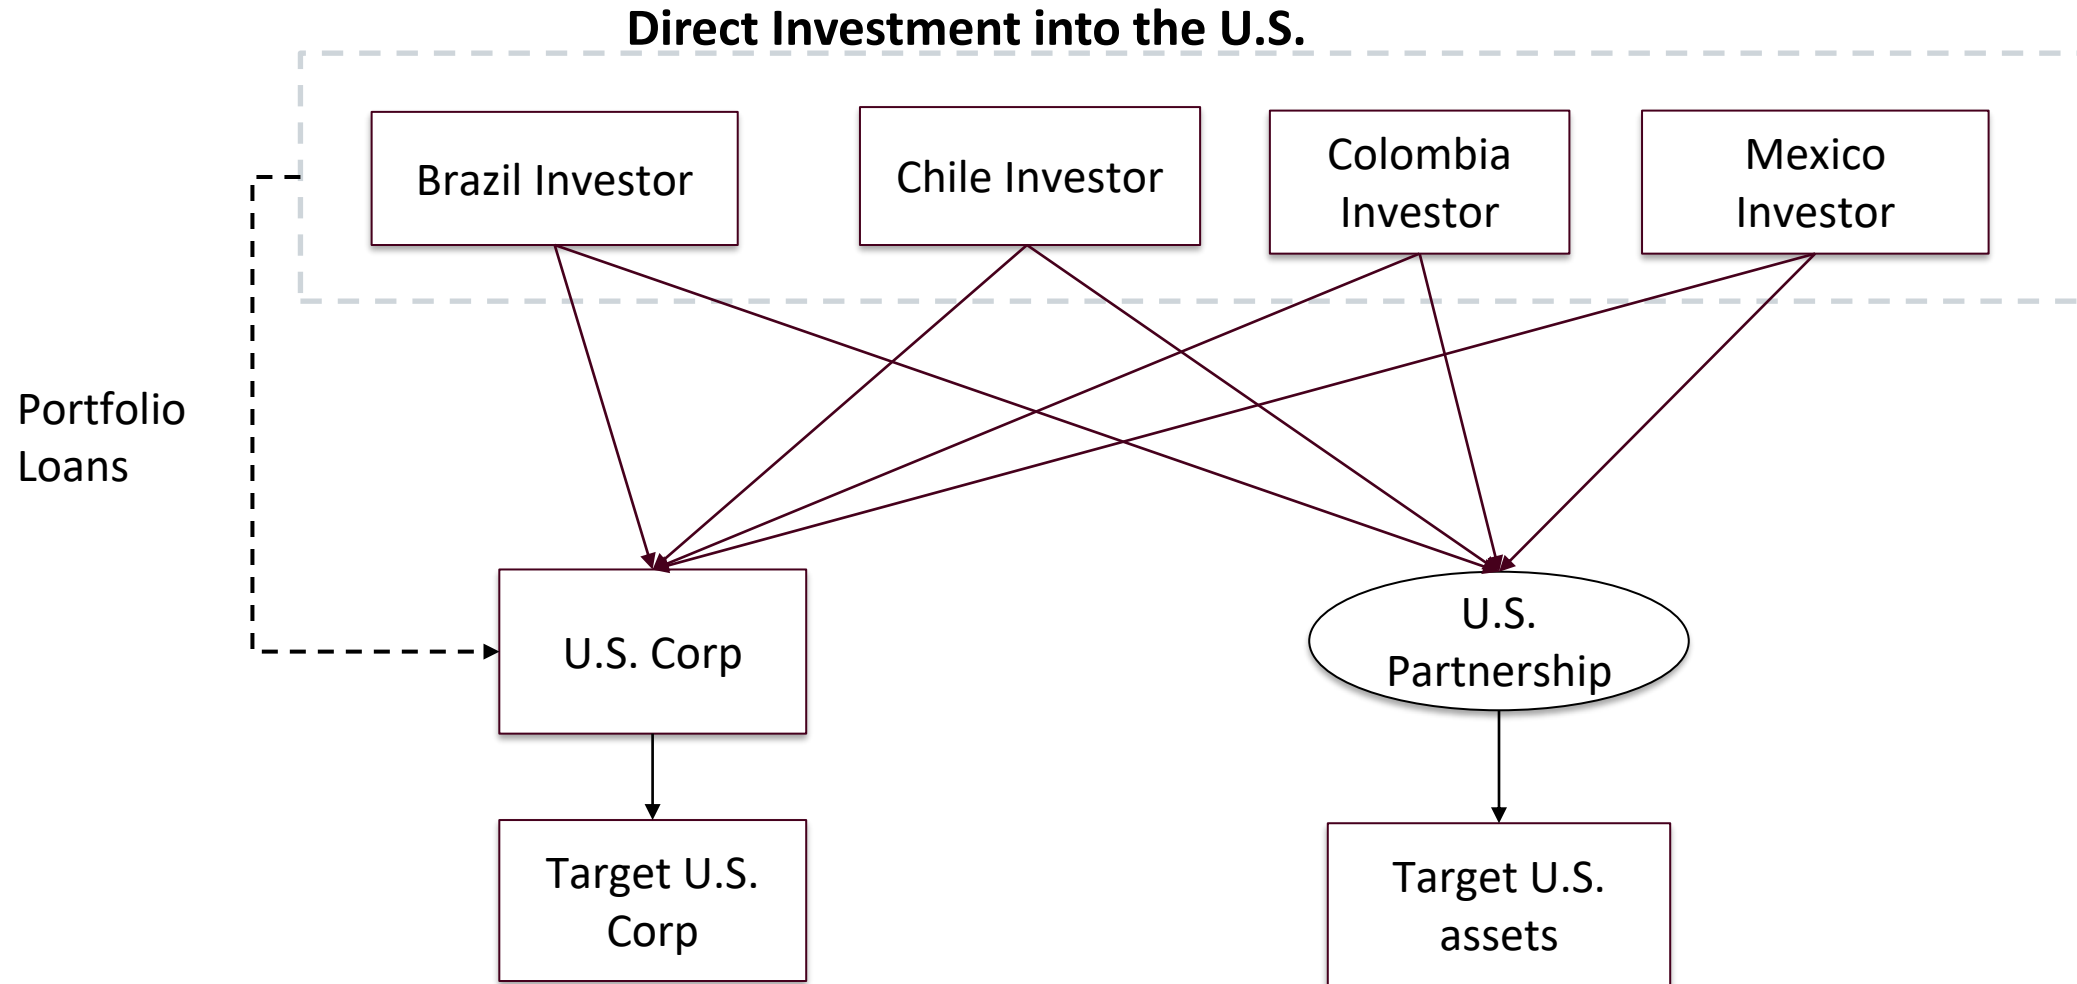 Direct Investment into the U.S.
Brazil Investor
Chile Investor
Colombia
Investor
Mexico
Investor
Portfolio
Loans
U.S. Corp
U.S.
Partnership
Target U.S.
Corp
Target U.S.
assets